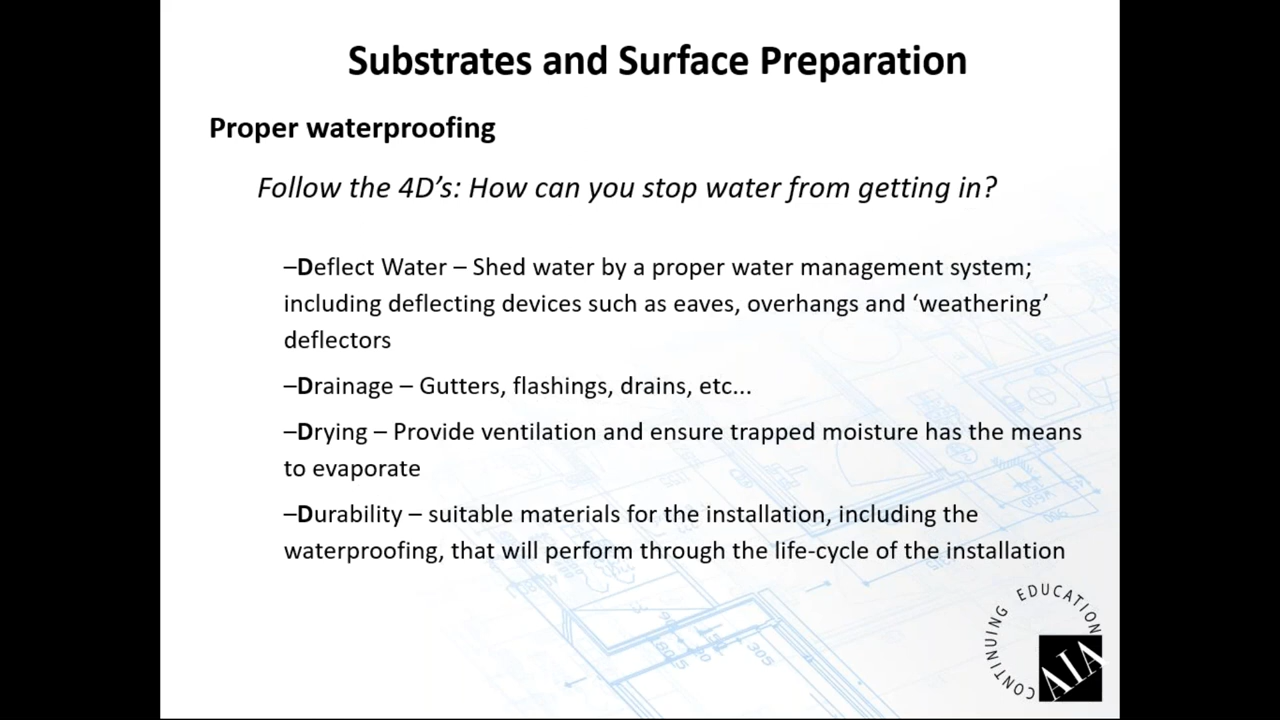 Substrates and Surface Preparation
Proper waterproofing
Follow the 4D’s: How can you stop water from getting in?
–Deflect Water – Shed water by a proper water management system;
including deflecting devices such as eaves, overhangs and ‘weathering’
deflectors
–Drainage – Gutters, flashings, drains, etc...
–Drying – Provide ventilation and ensure trapped moisture has the means
to evaporate
–Durability – suitable materials for the installation, including the
waterproofing, that will perform through the life-cycle of the installation
CONTINUING EDUCATION
AIA
305